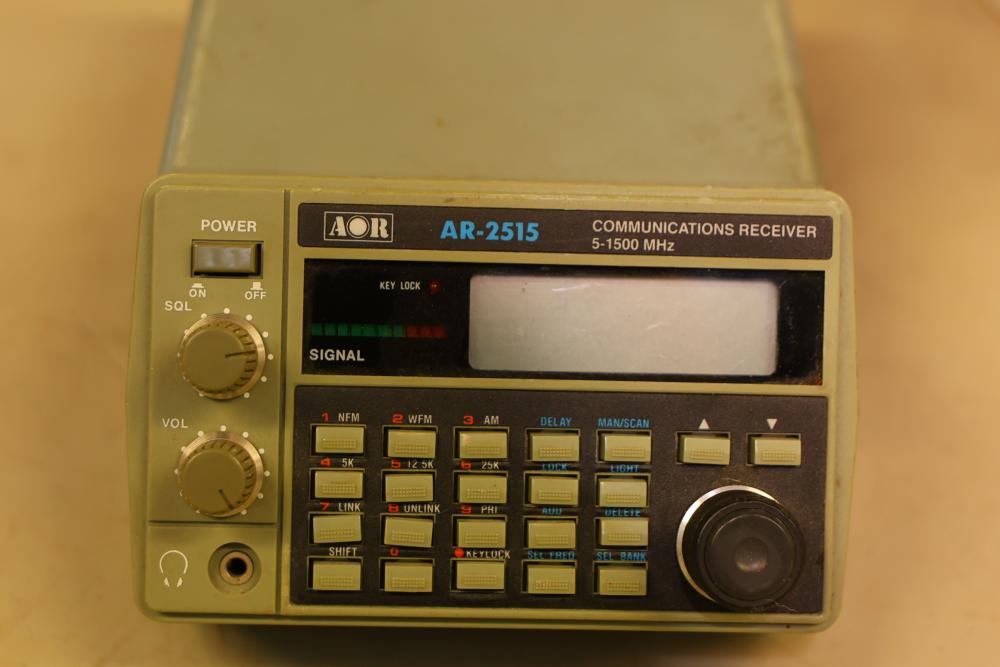 POWER
ON OFF
SQL
VOL
AOR AR-2515 COMMUNICATIONS RECEIVER
5-1500 MHz
KEY LOCK
SIGNAL
1 NFM 2 WFM 3 AM DELAY MAN/SCAN ▲ ▼
4 5K 5 12.5K 6 25K LOCK LIGHT
7 LINK 8 UNLINK 9 PRI ADD DELETE
SHIFT 0 KEYLOCK SEL FREQ SEL BANK